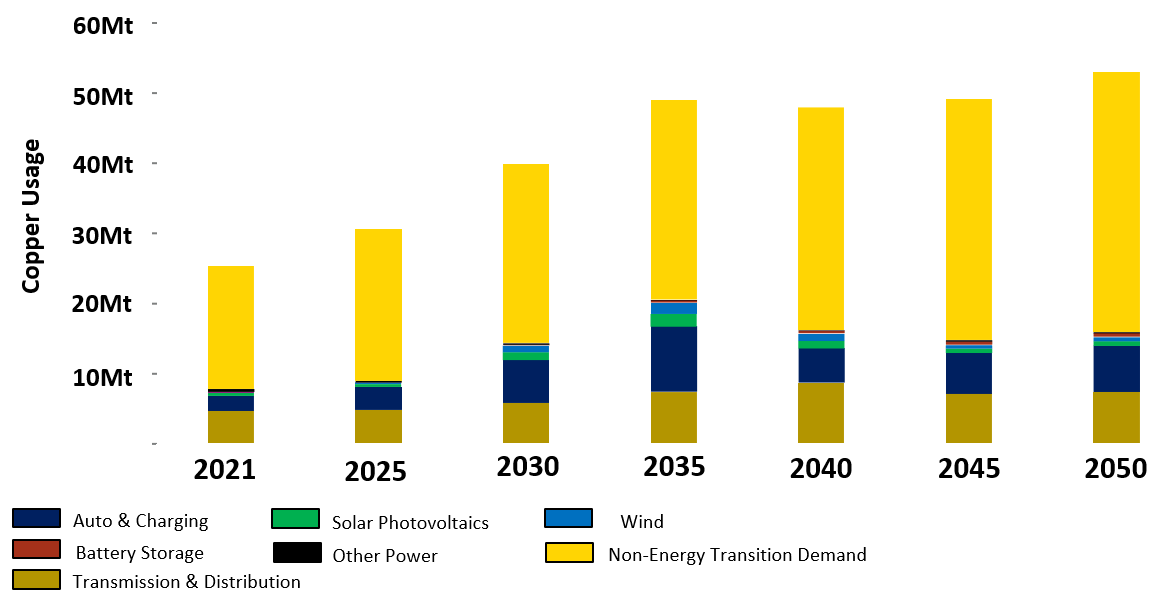 60Mt
50Mt
40Mt
30Mt
20Mt
10Mt
-
Copper Usage
2021 2025 2030 2035 2040 2045 2050
Auto & Charging Solar Photovoltaics Wind
Battery Storage Other Power Non-Energy Transition Demand
Transmission & Distribution